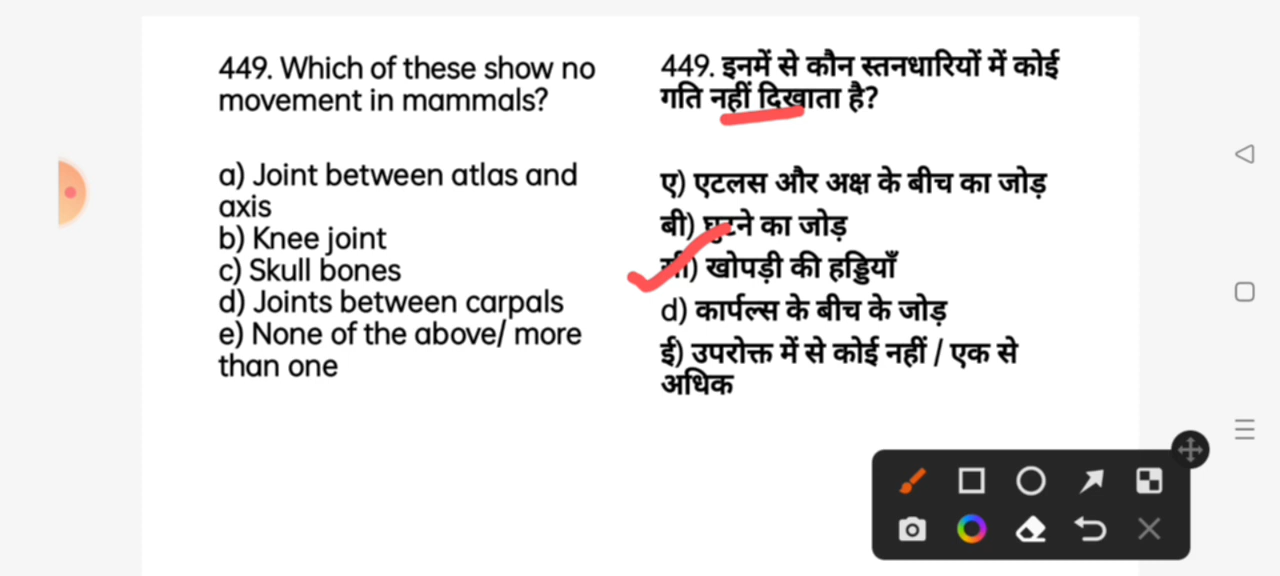 449. Which of these show no
movement in mammals?
a) Joint between atlas and
axis
b) Knee joint
c) Skull bones
d) Joints between carpals
e) None of the above/ more
than one
449. इनमें से कौन स्तनधारियों में कोई
गति नहीं दिखाता है?
ए) एटलस और अक्ष के बीच का जोड़
बी) घुटने का जोड़
सी) खोपड़ी की हड्डियाँ
d) कार्पल्स के बीच के जोड़
ई) उपरोक्त में से कोई नहीं / एक से
अधिक